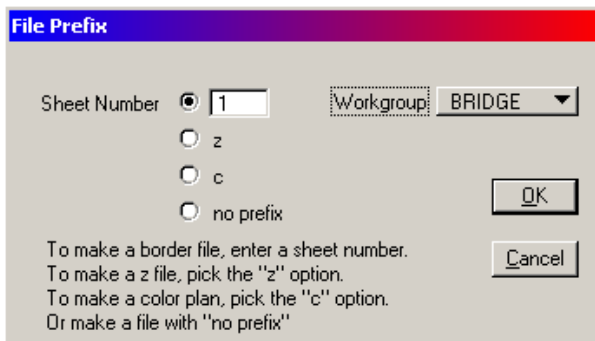 File Prefix
Sheet Number 1 Workgroup BRIDGE
z
c
no prefix
OK
To make a border file, enter a sheet number.
To make a z file, pick the "z" option.
Cancel
To make a color plan, pick the "c" option.
Or make a file with "no prefix"